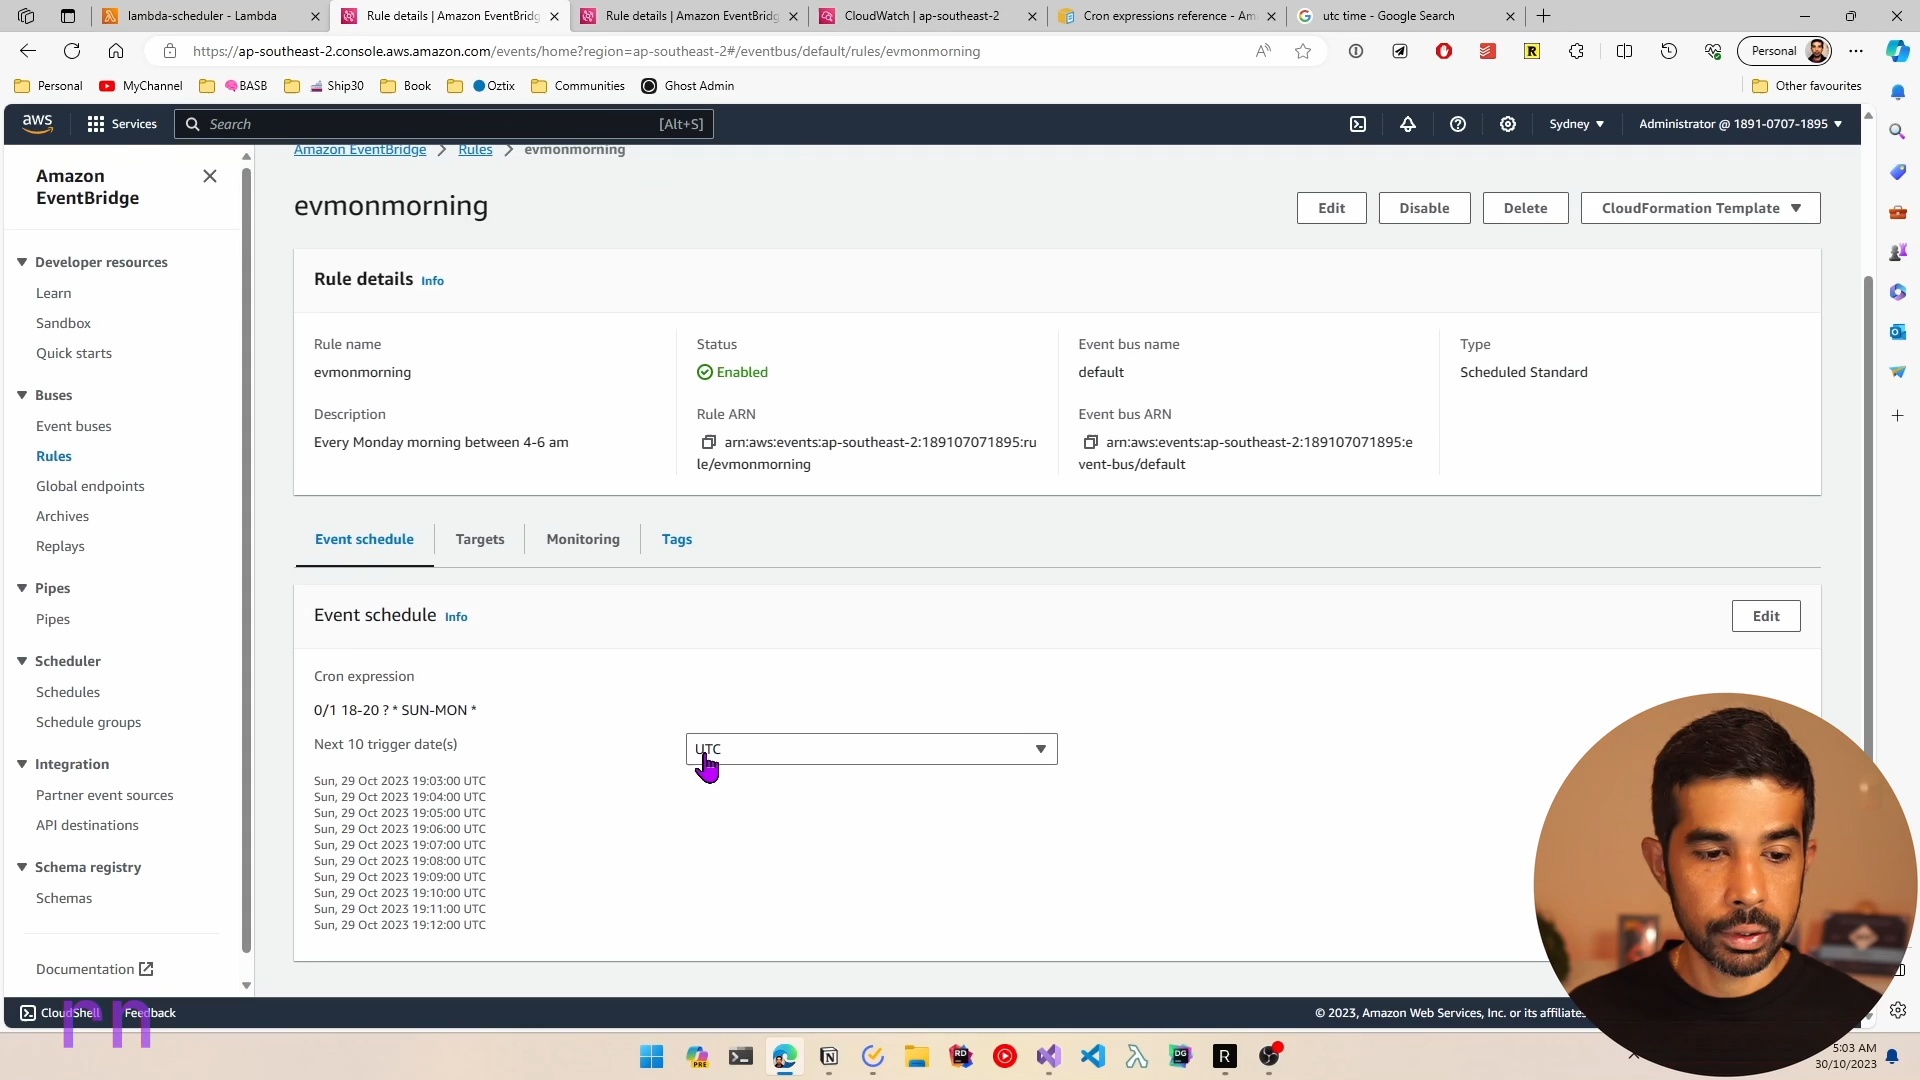 lambda-scheduler - Lambda
Rule details | Amazon EventBridg
Rule details | Amazon EventBridg
CloudWatch | ap-southeast-2
Cron expressions reference - Am
utc time - Google Search
https://ap-southeast-2.console.aws.amazon.com/events/home?region=ap-southeast-2#/eventbus/default/rules/evmonmorning
Personal
Personal
MyChannel
BASB
Ship30
Book
Oztix
Communities
Ghost Admin
Other favourites
aws
Services
Search
[Alt+S]
Sydney
Administrator @ 1891-0707-1895
Amazon EventBridge
Developer resources
Learn
Sandbox
Quick starts
Buses
Event buses
Rules
Global endpoints
Archives
Replays
Pipes
Pipes
Scheduler
Schedules
Schedule groups
Integration
Partner event sources
API destinations
Schema registry
Schemas
Documentation
Amazon EventBridge
Rules
evmonmorning
evmonmorning
Edit
Disable
Delete
CloudFormation Template
Rule details Info
Rule name
evmonmorning
Status
Enabled
Event bus name
default
Type
Scheduled Standard
Description
Every Monday morning between 4-6 am
Rule ARN
arn:aws:events:ap-southeast-2:189107071895:ru
le/evmonmorning
Event bus ARN
arn:aws:events:ap-southeast-2:189107071895:e
vent-bus/default
Event schedule
Targets
Monitoring
Tags
Event schedule Info
Edit
Cron expression
0/1 18-20 ? * SUN-MON *
Next 10 trigger date(s)
UTC
Sun, 29 Oct 2023 19:03:00 UTC
Sun, 29 Oct 2023 19:04:00 UTC
Sun, 29 Oct 2023 19:05:00 UTC
Sun, 29 Oct 2023 19:06:00 UTC
Sun, 29 Oct 2023 19:07:00 UTC
Sun, 29 Oct 2023 19:08:00 UTC
Sun, 29 Oct 2023 19:09:00 UTC
Sun, 29 Oct 2023 19:10:00 UTC
Sun, 29 Oct 2023 19:11:00 UTC
Sun, 29 Oct 2023 19:12:00 UTC
CloudShell
Feedback
© 2023, Amazon Web Services, Inc. or its affiliates
rn
PRE
RD
DG
R
5:03 AM
30/10/2023